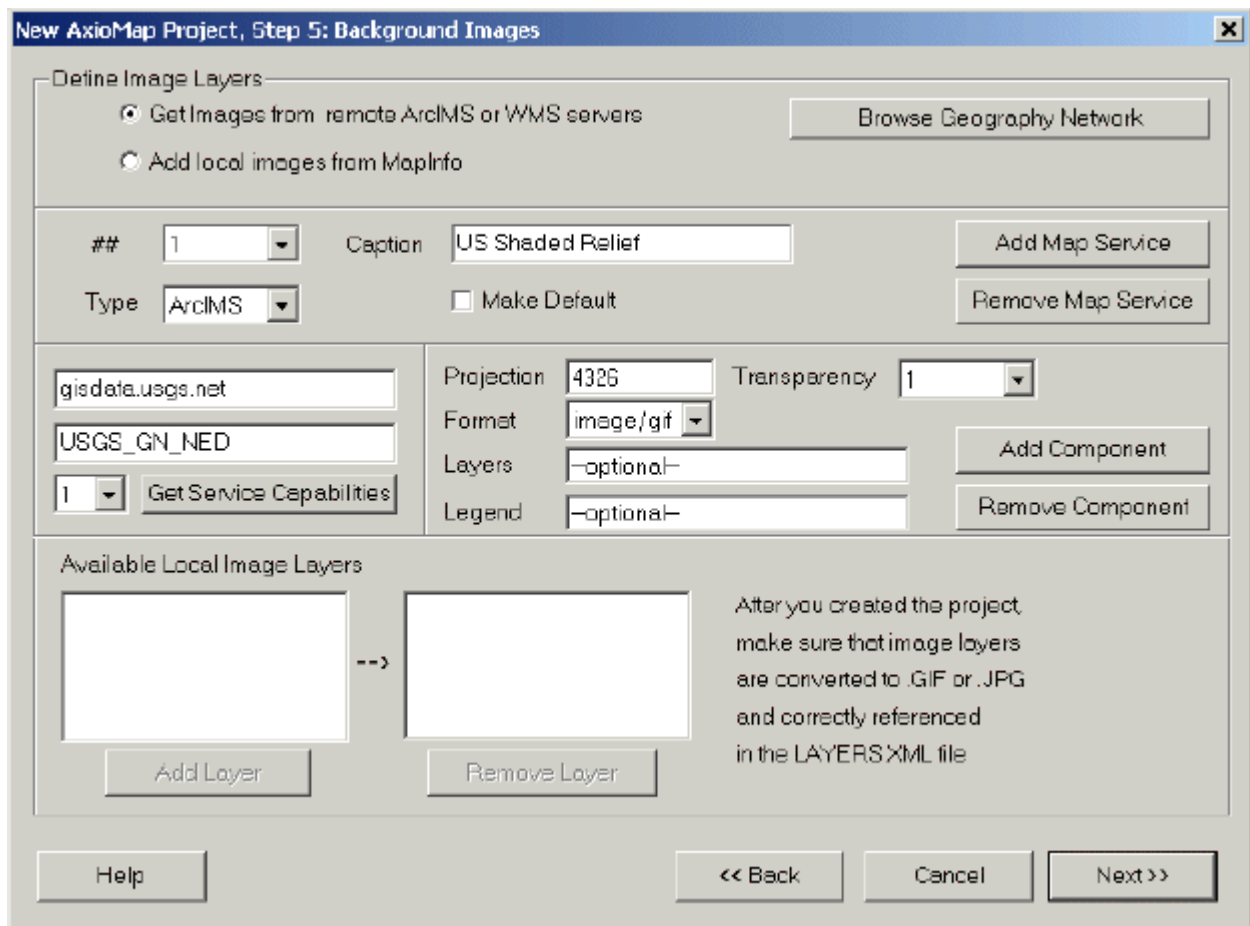 New AxioMap Project, Step 5: Background Images
Define Image Layers
Get Images from remote ArcIMS or WMS servers
Browse Geography Network
Add local images from MapInfo
## 1 Caption US Shaded Relief Add Map Service
Type ArcIMS Make Default Remove Map Service
gisdata.usgs.net
USGS_GN_NED
1 Get Service Capabilities
Projection 4326 Transparency 1
Format image/gif
Layers --optional--
Legend --optional--
Add Component
Remove Component
Available Local Image Layers
-->
Add Layer
Remove Layer
After you created the project,
make sure that image layers
are converted to .GIF or .JPG
and correctly referenced
in the LAYERS.XML file
Help
<< Back
Cancel
Next >>